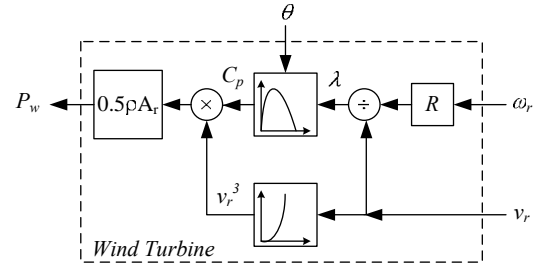 θ
P_w
0.5ρA_r
×
C_p
λ
÷
R
ω_r
v_r^3
v_r
Wind Turbine